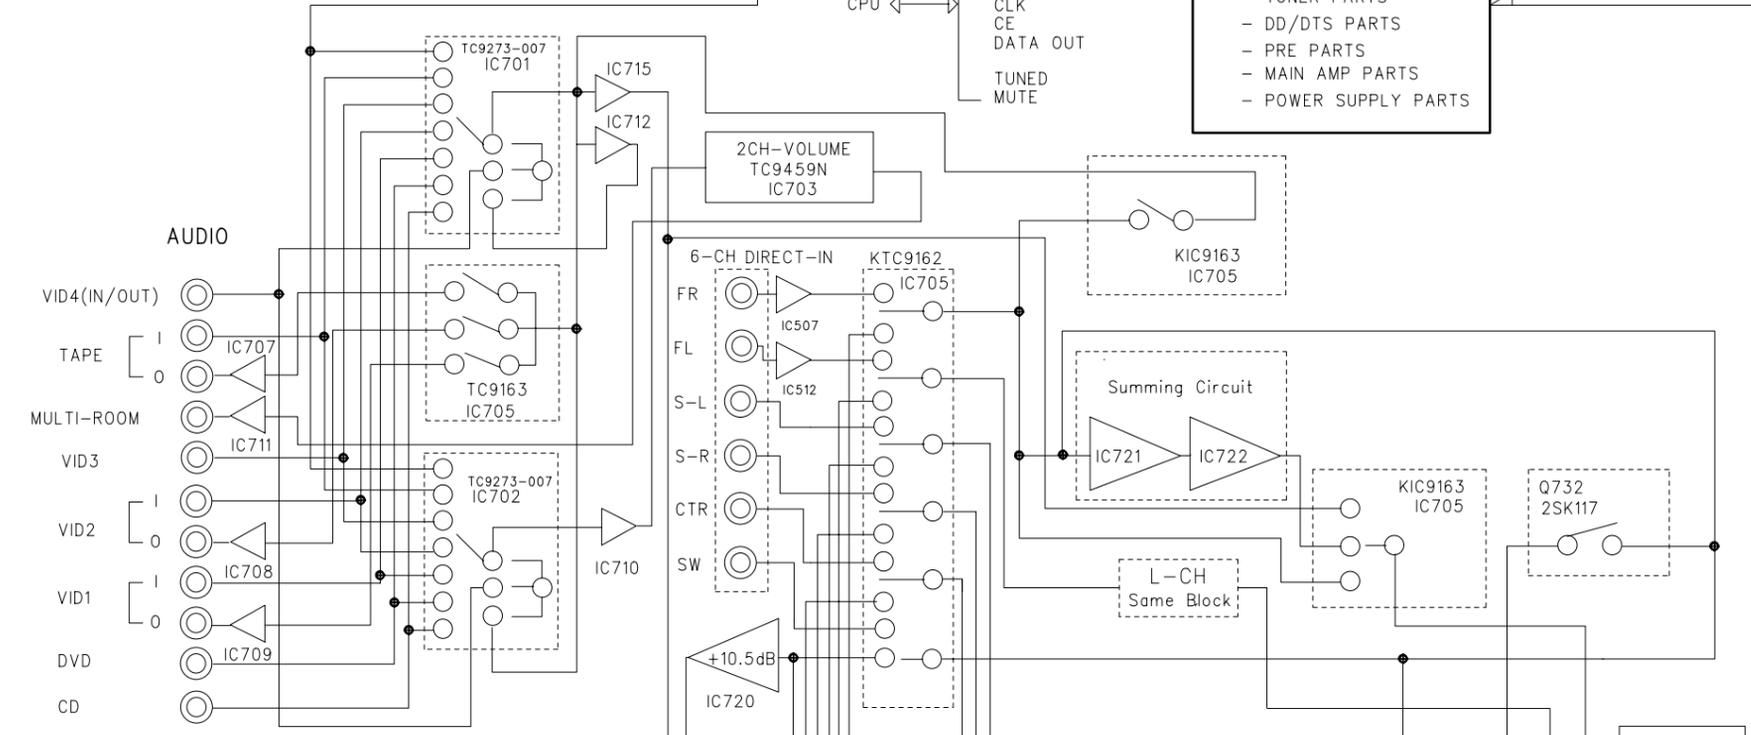 CPU
CLK
CE
DATA OUT
TUNED
MUTE
TUNER PARTS
- DD/DTS PARTS
- PRE PARTS
- MAIN AMP PARTS
- POWER SUPPLY PARTS
TC9273-007
IC701
IC715
IC712
2CH-VOLUME
TC9459N
IC703
KIC9163
IC705
AUDIO
VID4(IN/OUT)
TAPE
I
O
IC707
MULTI-ROOM
IC711
VID3
VID2
I
O
IC708
VID1
I
O
IC709
DVD
CD
TC9163
IC705
TC9273-007
IC702
IC710
6-CH DIRECT-IN
FR
FL
S-L
S-R
CTR
SW
IC507
IC512
KTC9162
IC705
+10.5dB
IC720
Summing Circuit
IC721
IC722
L-CH
Same Block
KIC9163
IC705
Q732
2SK117